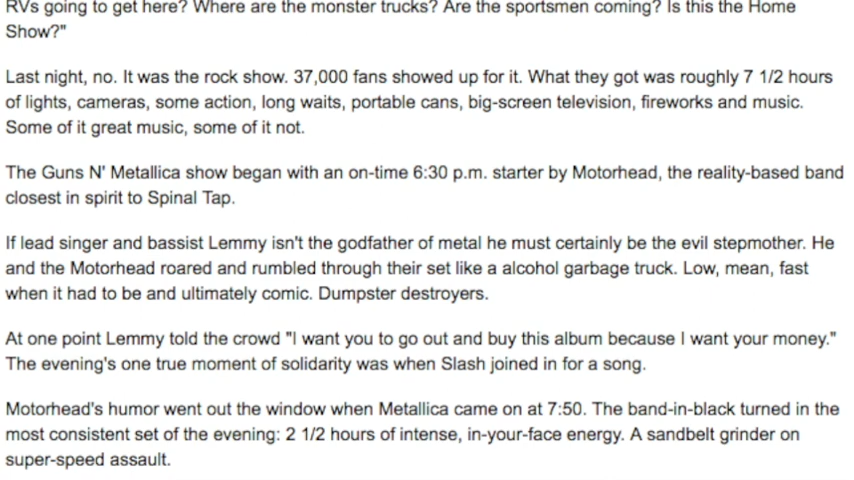 RVs going to get here? Where are the monster trucks? Are the sportsmen coming? Is this the Home
Show?"
Last night, no. It was the rock show. 37,000 fans showed up for it. What they got was roughly 7 1/2 hours
of lights, cameras, some action, long waits, portable cans, big-screen television, fireworks and music.
Some of it great music, some of it not.
The Guns N' Metallica show began with an on-time 6:30 p.m. starter by Motorhead, the reality-based band
closest in spirit to Spinal Tap.
If lead singer and bassist Lemmy isn't the godfather of metal he must certainly be the evil stepmother. He
and the Motorhead roared and rumbled through their set like a alcohol garbage truck. Low, mean, fast
when it had to be and ultimately comic. Dumpster destroyers.
At one point Lemmy told the crowd "I want you to go out and buy this album because I want your money."
The evening's one true moment of solidarity was when Slash joined in for a song.
Motorhead's humor went out the window when Metallica came on at 7:50. The band-in-black turned in the
most consistent set of the evening: 2 1/2 hours of intense, in-your-face energy. A sandbelt grinder on
super-speed assault.